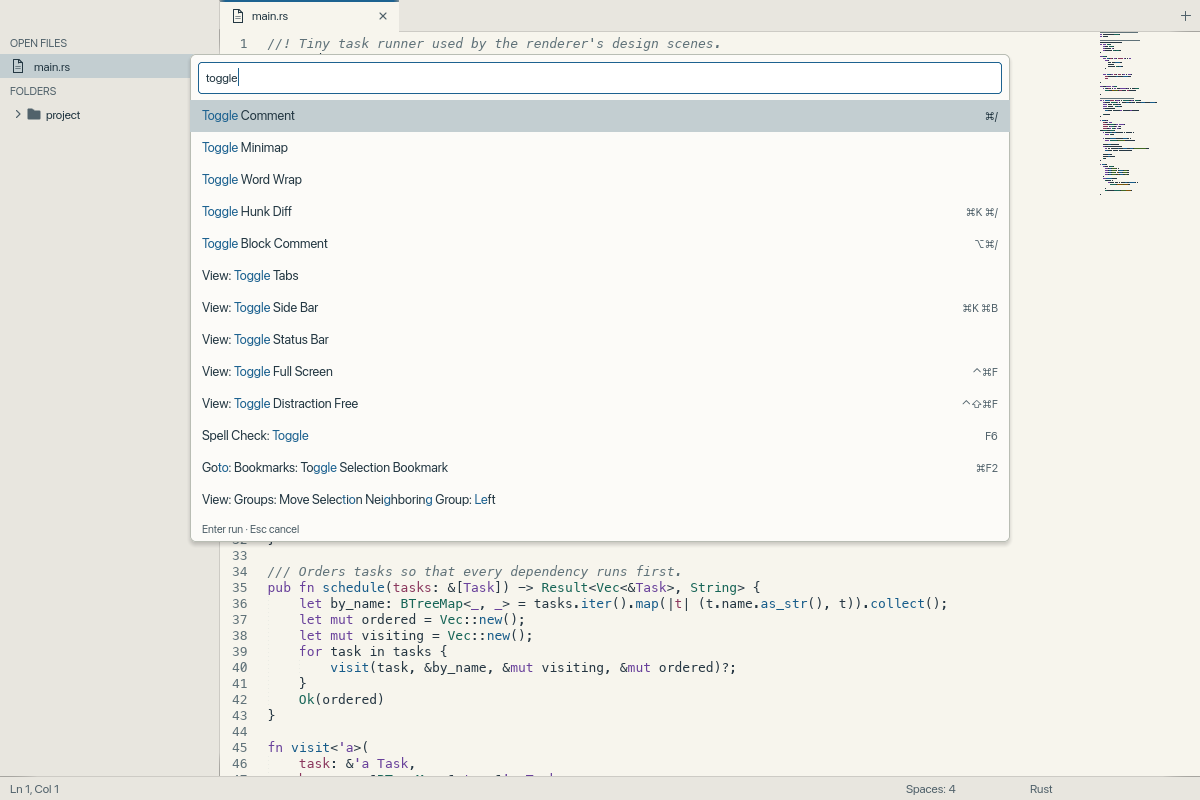 main.rs
OPEN FILES
main.rs
FOLDERS
project
1 //! Tiny task runner used by the renderer's design scenes.
toggle
Toggle Comment ⌘/
Toggle Minimap
Toggle Word Wrap
Toggle Hunk Diff ⌘K ⌘/
Toggle Block Comment ⌥⌘/
View: Toggle Tabs
View: Toggle Side Bar ⌘K ⌘B
View: Toggle Status Bar
View: Toggle Full Screen ^⌘F
View: Toggle Distraction Free ^⇧⌘F
Spell Check: Toggle F6
Goto: Bookmarks: Toggle Selection Bookmark ⌘F2
View: Groups: Move Selection Neighboring Group: Left
Enter run · Esc cancel
32 }
33
34 /// Orders tasks so that every dependency runs first.
35 pub fn schedule(tasks: &[Task]) -> Result<Vec<&Task>, String> {
36     let by_name: BTreeMap<_, _> = tasks.iter().map(|t| (t.name.as_str(), t)).collect();
37     let mut ordered = Vec::new();
38     let mut visiting = Vec::new();
39     for task in tasks {
40         visit(task, &by_name, &mut visiting, &mut ordered)?;
41     }
42     Ok(ordered)
43 }
44
45 fn visit<'a>(
46     task: &'a Task,
Ln 1, Col 1
Spaces: 4
Rust